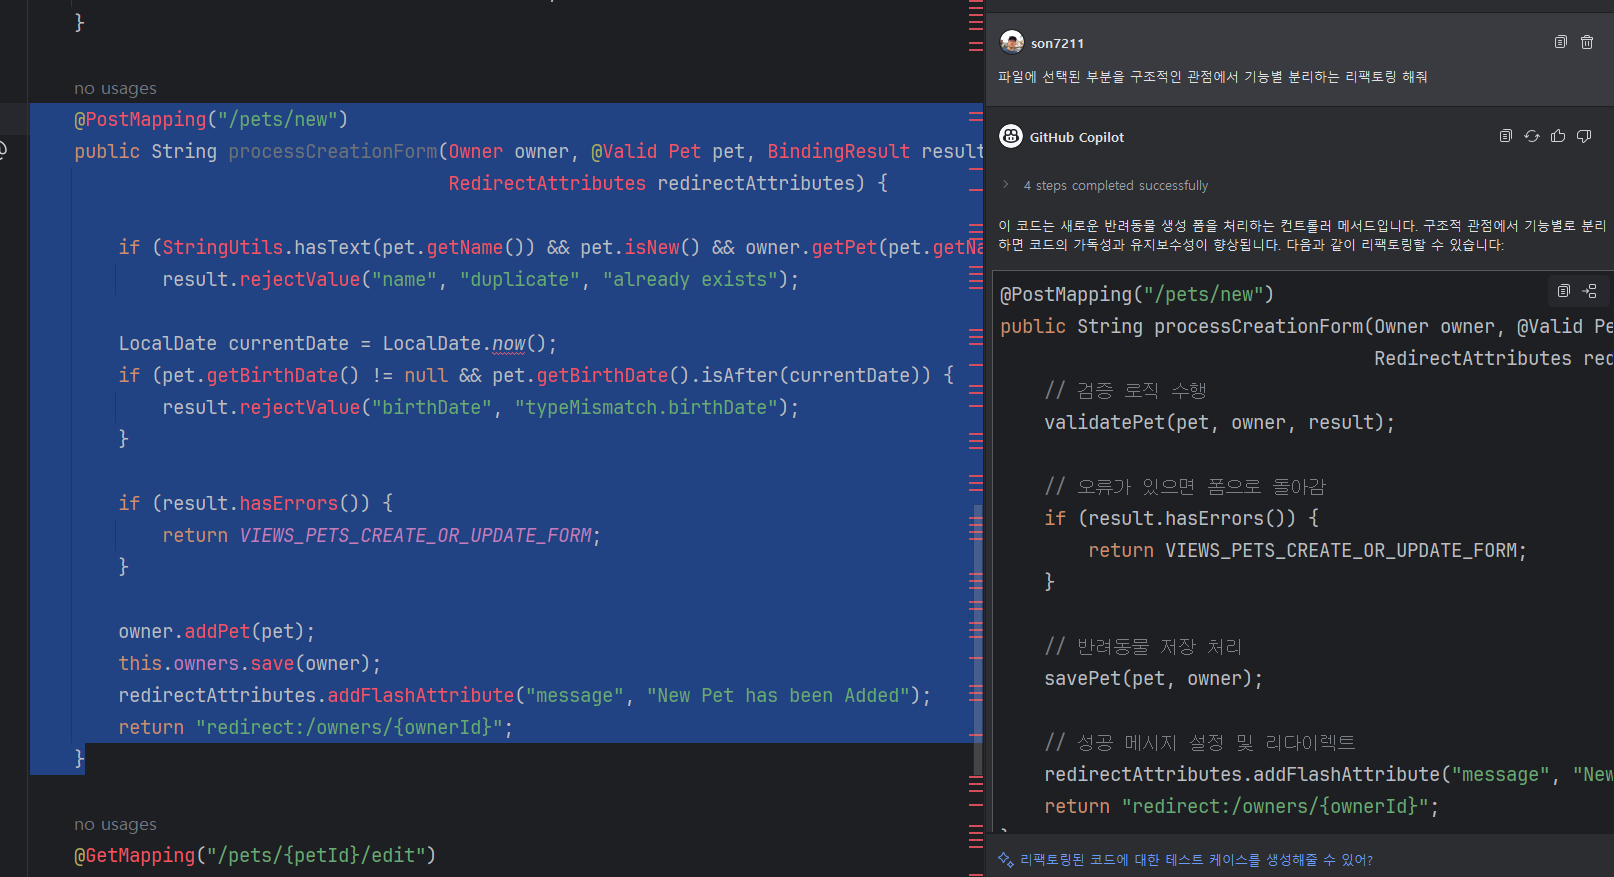 }
no usages
@PostMapping("/pets/new")
public String processCreationForm(Owner owner, @Valid Pet pet, BindingResult result
RedirectAttributes redirectAttributes) {
if (StringUtils.hasText(pet.getName()) && pet.isNew() && owner.getPet(pet.getNa
result.rejectValue("name", "duplicate", "already exists");
LocalDate currentDate = LocalDate.now();
if (pet.getBirthDate() != null && pet.getBirthDate().isAfter(currentDate)) {
result.rejectValue("birthDate", "typeMismatch.birthDate");
}
if (result.hasErrors()) {
return VIEWS_PETS_CREATE_OR_UPDATE_FORM;
}
owner.addPet(pet);
this.owners.save(owner);
redirectAttributes.addFlashAttribute("message", "New Pet has been Added");
return "redirect:/owners/{ownerId}";
}
no usages
@GetMapping("/pets/{petId}/edit")
son7211
파일에 선택된 부분을 구조적인 관점에서 기능별 분리하는 리팩토링 해줘
GitHub Copilot
4 steps completed successfully
이 코드는 새로운 반려동물 생성 폼을 처리하는 컨트롤러 메서드입니다. 구조적 관점에서 기능별로 분리
하면 코드의 가독성과 유지보수성이 향상됩니다. 다음과 같이 리팩토링할 수 있습니다:
@PostMapping("/pets/new")
public String processCreationForm(Owner owner, @Valid Pe
RedirectAttributes red
// 검증 로직 수행
validatePet(pet, owner, result);
// 오류가 있으면 폼으로 돌아감
if (result.hasErrors()) {
return VIEWS_PETS_CREATE_OR_UPDATE_FORM;
}
// 반려동물 저장 처리
savePet(pet, owner);
// 성공 메시지 설정 및 리다이렉트
redirectAttributes.addFlashAttribute("message", "New
return "redirect:/owners/{ownerId}";
리팩토링된 코드에 대한 테스트 케이스를 생성해줄 수 있어?